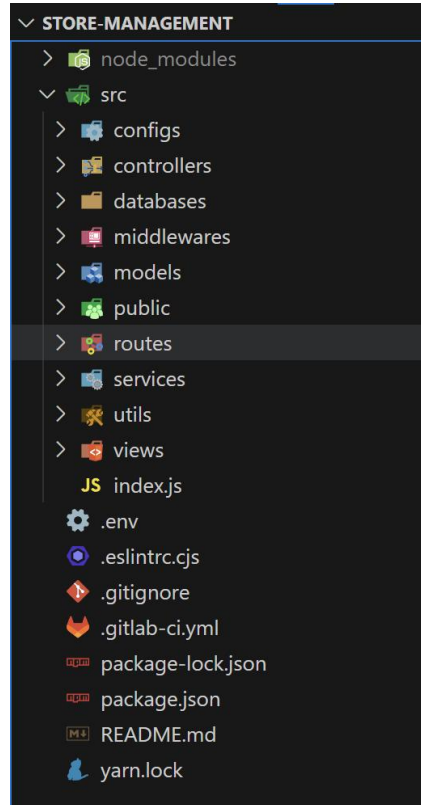 STORE-MANAGEMENT
node_modules
src
configs
controllers
databases
middlewares
models
public
routes
services
utils
views
JS index.js
.env
.eslintrc.cjs
.gitignore
.gitlab-ci.yml
package-lock.json
package.json
README.md
yarn.lock